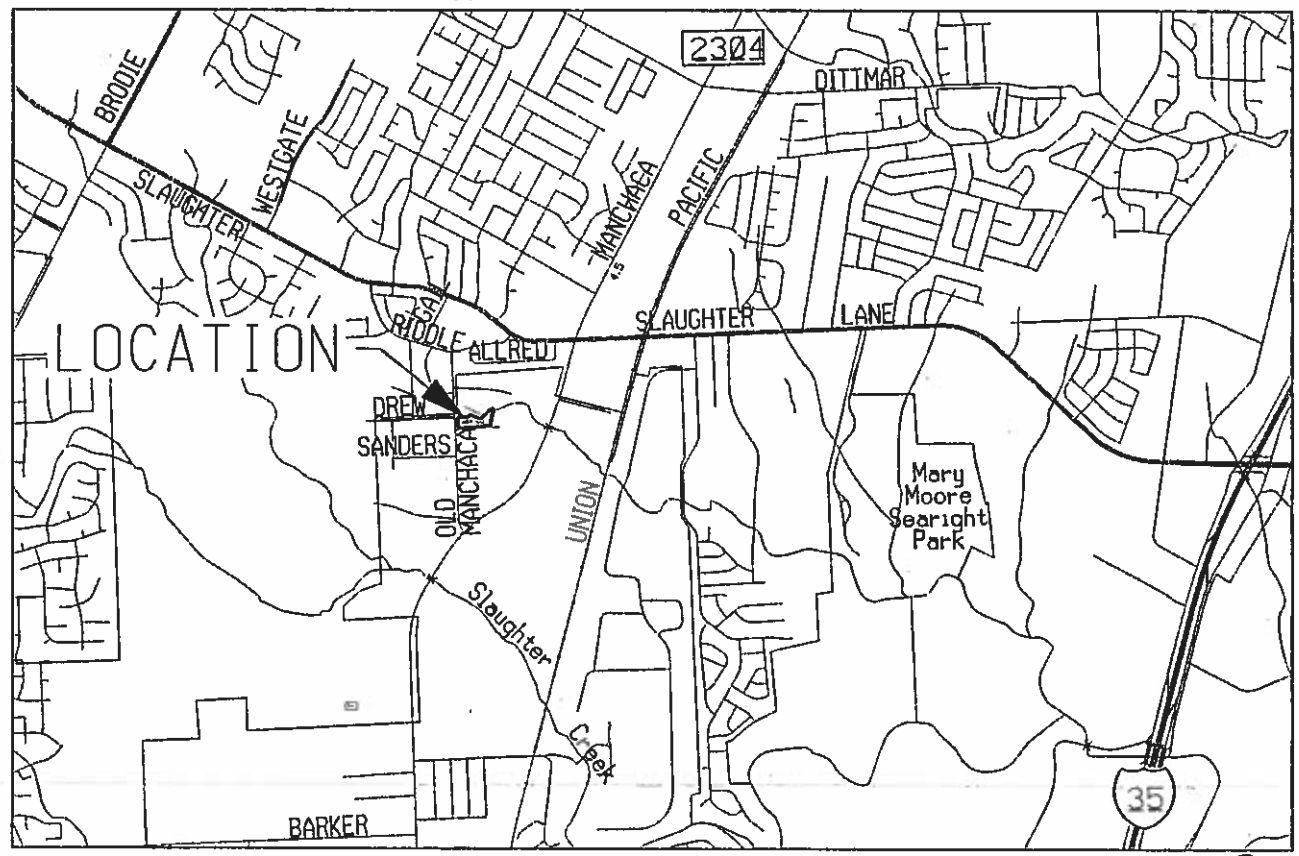 2304
BRODIE
DITTMAR
WESTGATE
SLAUGHTER
MANCHACA
PACIFIC
4.5
GA
RIDDLE
SLAUGHTER
LANE
LOCATION
ALLRED
DREW
SANDERS
OLD
MANCHACA
UNION
Mary
Moore
Searight
Park
Slaughter
Creek
35
BARKER